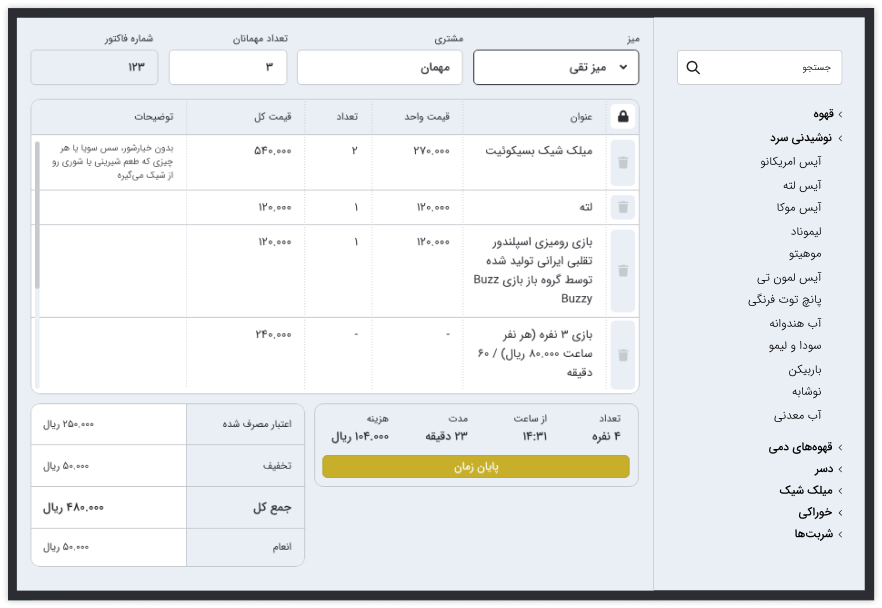 جستجو
قهوه
نوشیدنی سرد
آیس امریکانو
آیس لته
آیس موکا
لیموناد
موهیتو
آیس لمون تی
پانچ توت فرنگی
آب هندوانه
سودا و لیمو
باربیکن
نوشابه
آب معدنی
قهوه‌های دمی
دسر
میلک شیک
خوراکی
شربت‌ها
میز مشتری تعداد مهمانان شماره فاکتور
میز تقی مهمان ۳ ۱۲۳
عنوان قیمت واحد تعداد قیمت کل توضیحات
میلک شیک بسیکوئیت ۲۷۰.۰۰۰ ۲ ۵۴۰.۰۰۰ بدون خیارشور، سس سویا یا هر
چیزی که طعم شیرینی یا شوری رو
از شیک می‌گیره
لته ۱۲۰.۰۰۰ ۱ ۱۲۰.۰۰۰
بازی رومیزی اسپلندور ۱۲۰.۰۰۰ ۱ ۱۲۰.۰۰۰
تقلبی ایرانی تولید شده
توسط گروه باز بازی Buzz
Buzzy
بازی ۳ نفره (هر نفر - - ۲۴۰.۰۰۰
ساعت ۸۰.۰۰۰ ریال) / ۶۰
دقیقه
تعداد از ساعت مدت هزینه
۴ نفره ۱۴:۳۱ ۲۳ دقیقه ۱۰۴.۰۰۰ ریال
پایان زمان
اعتبار مصرف شده ۲۵۰.۰۰۰ ریال
تخفیف ۵۰.۰۰۰ ریال
جمع کل ۴۸۰.۰۰۰ ریال
انعام ۵۰.۰۰۰ ریال